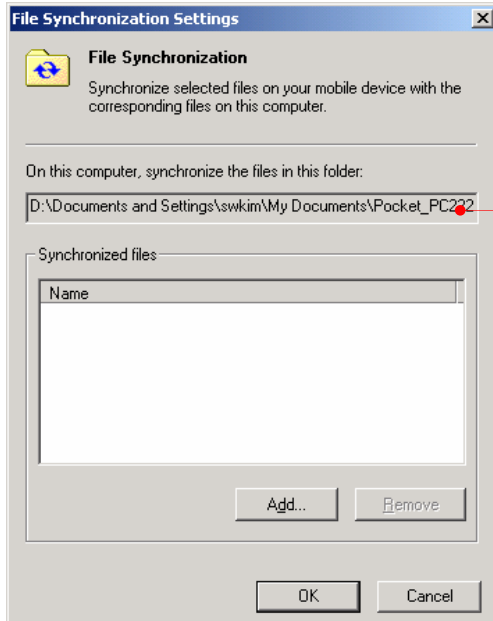 File Synchronization Settings
File Synchronization
Synchronize selected files on your mobile device with the
corresponding files on this computer.
On this computer, synchronize the files in this folder:
D:\Documents and Settings\swkim\My Documents\Pocket_PC232
Synchronized files
Name
Add...
Remove
OK
Cancel